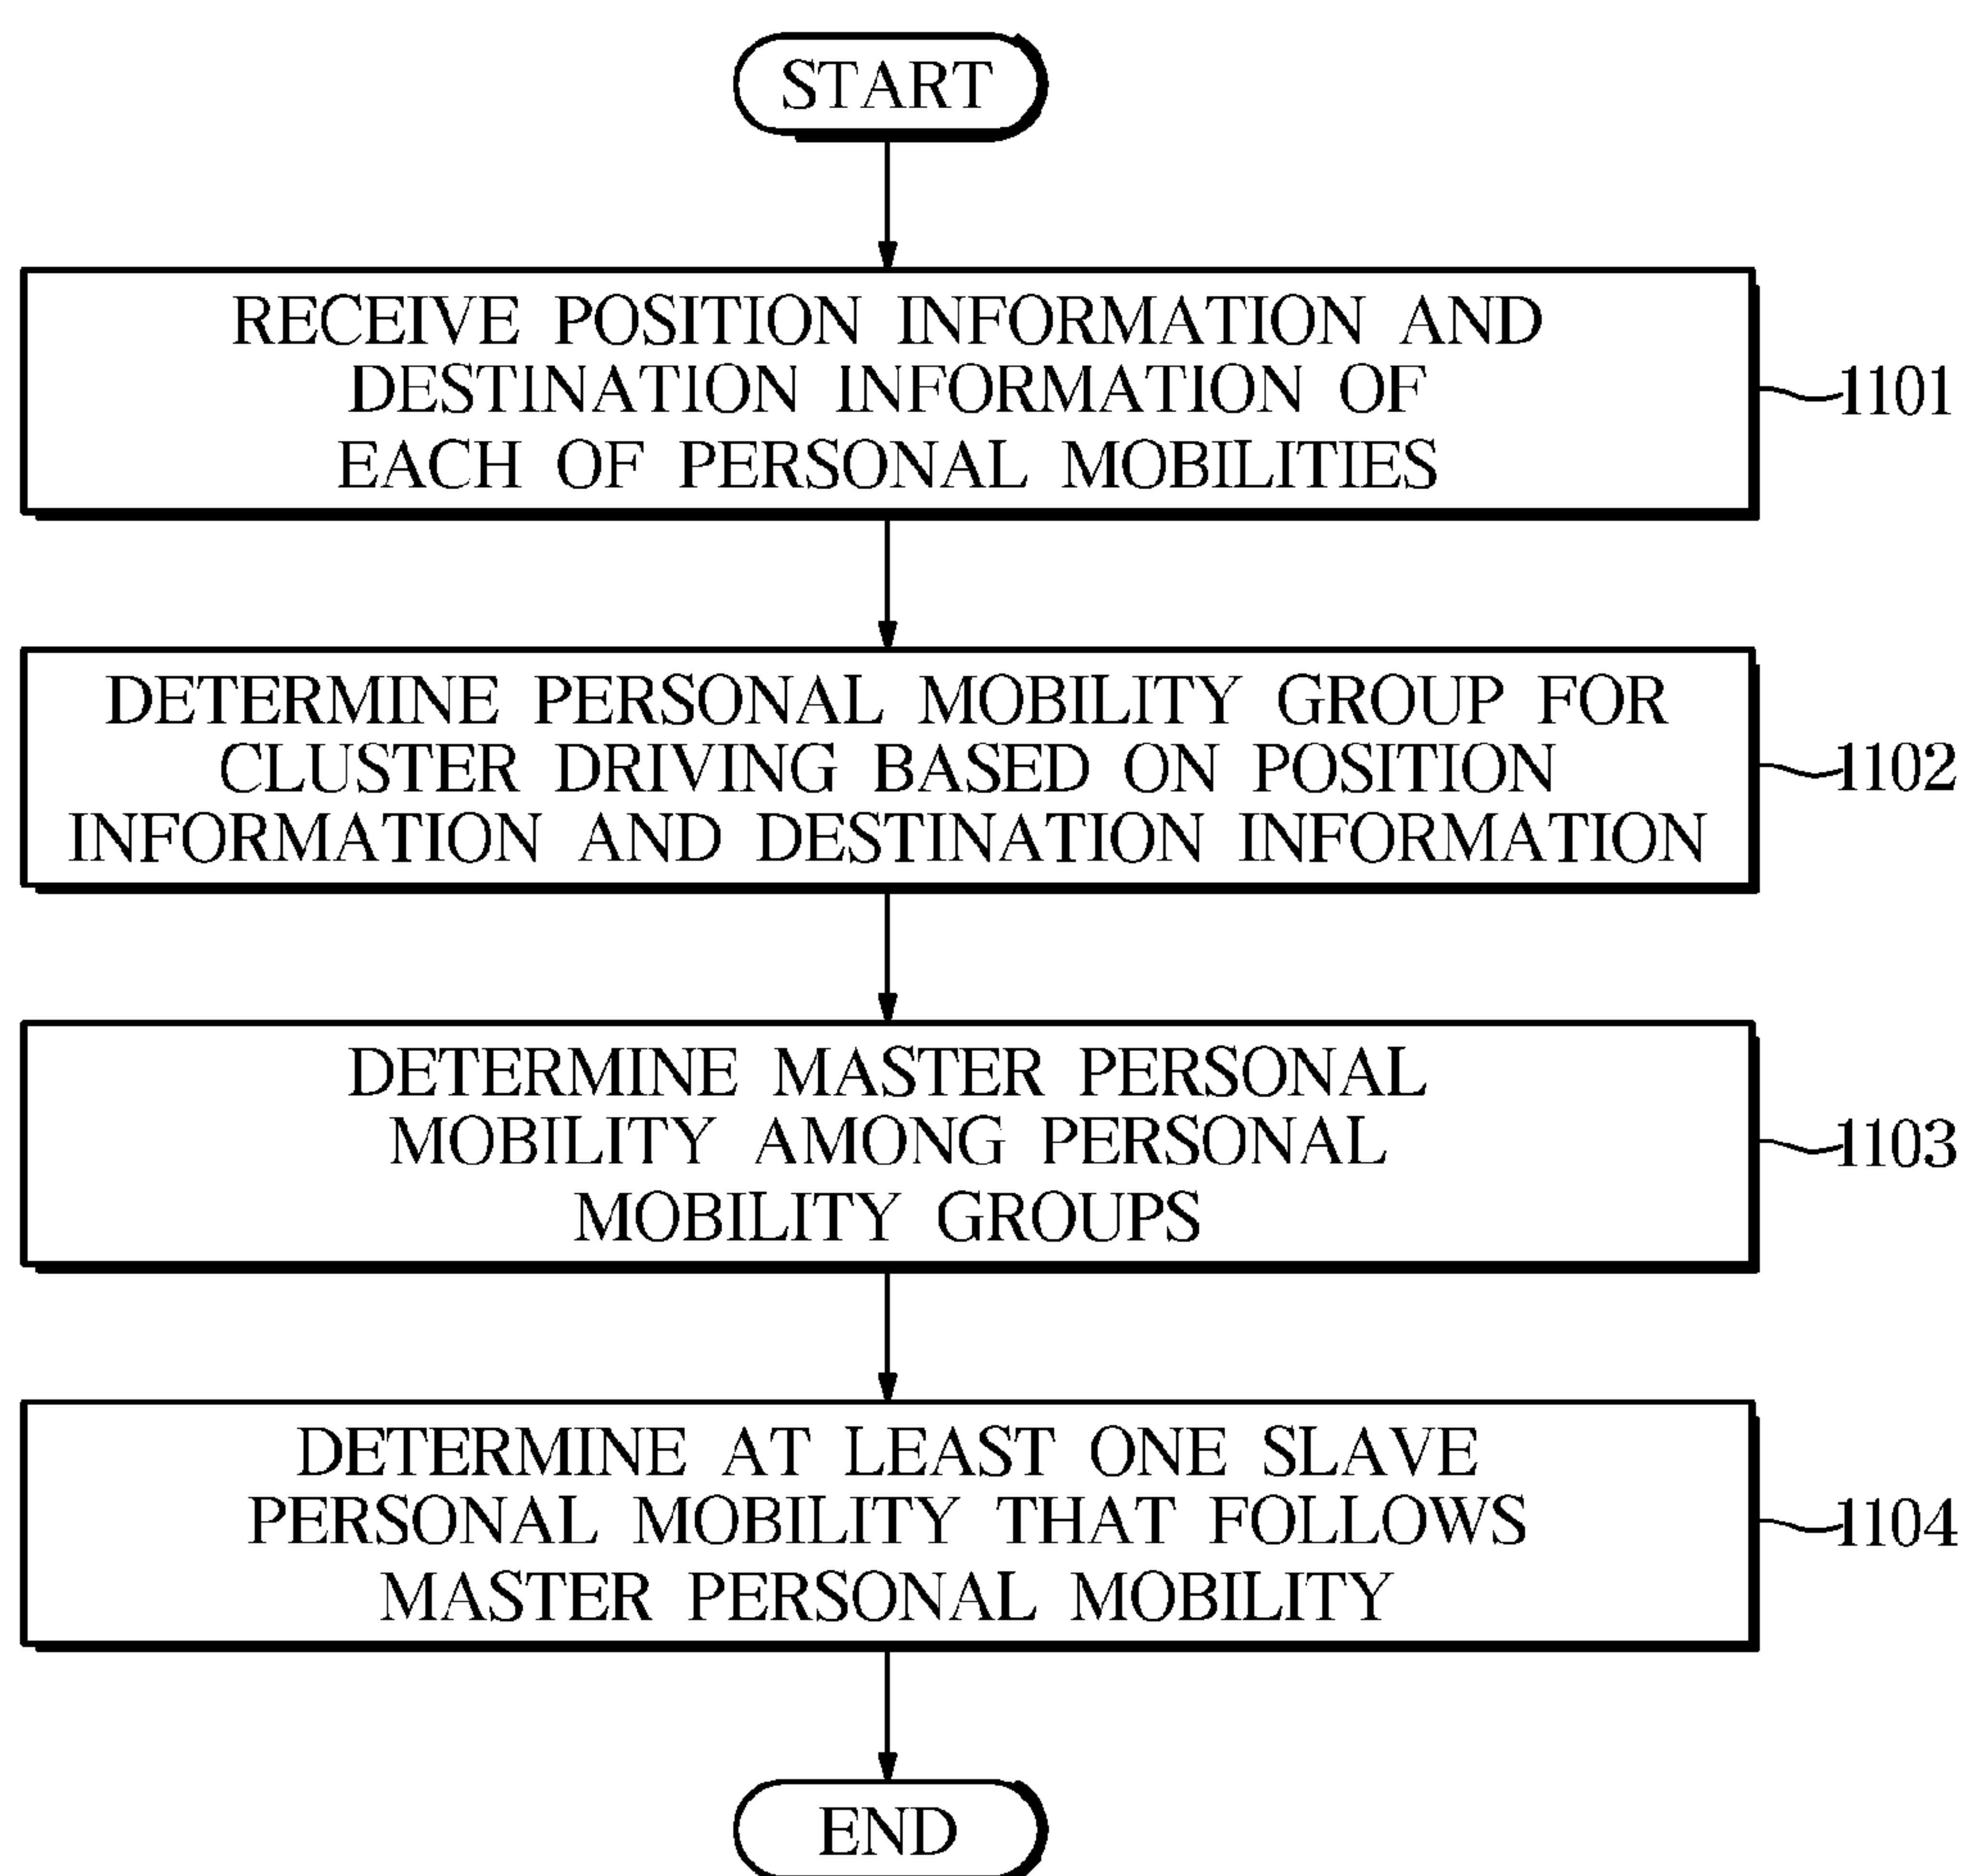 START
RECEIVE POSITION INFORMATION AND
DESTINATION INFORMATION OF
EACH OF PERSONAL MOBILITIES
1101
DETERMINE PERSONAL MOBILITY GROUP FOR
CLUSTER DRIVING BASED ON POSITION
INFORMATION AND DESTINATION INFORMATION
1102
DETERMINE MASTER PERSONAL
MOBILITY AMONG PERSONAL
MOBILITY GROUPS
1103
DETERMINE AT LEAST ONE SLAVE
PERSONAL MOBILITY THAT FOLLOWS
MASTER PERSONAL MOBILITY
1104
END